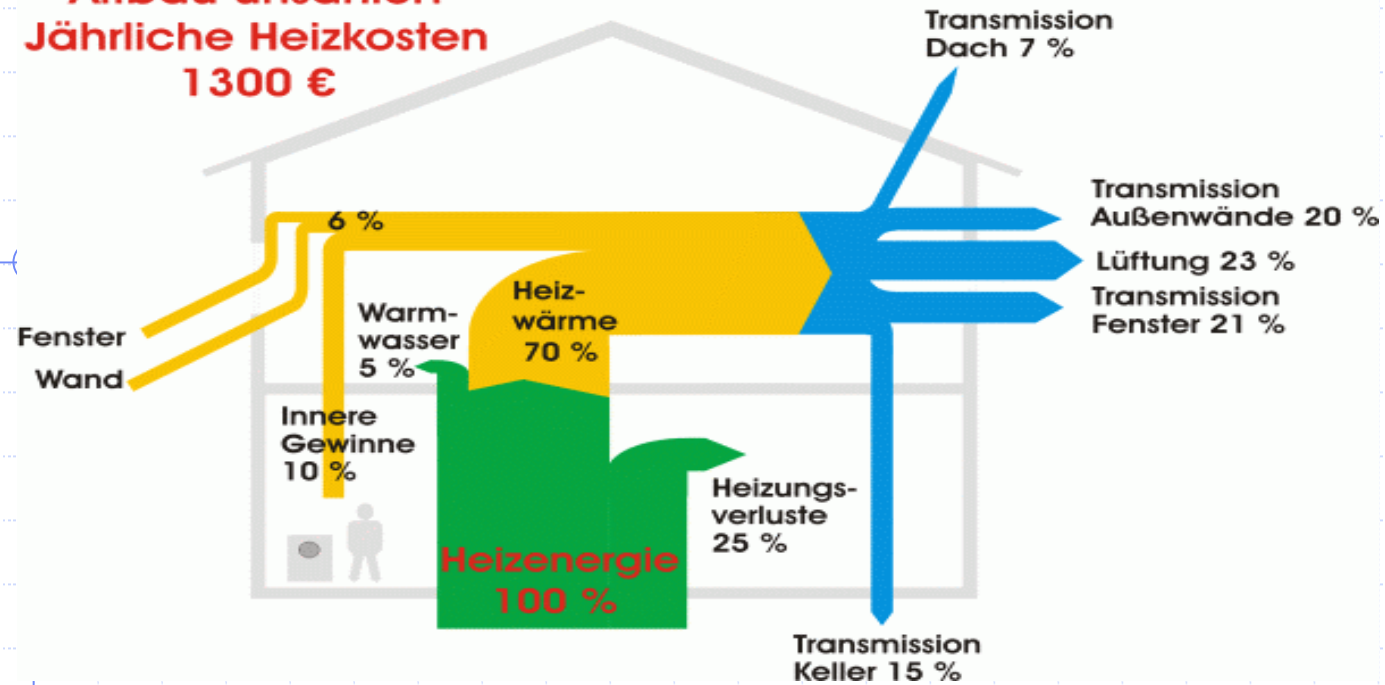 Jährliche Heizkosten
1300 €
Transmission
Dach 7 %
Transmission
Außenwände 20 %
6 %
Lüftung 23 %
Transmission
Fenster 21 %
Heiz-
wärme
70 %
Warm-
wasser
5 %
Fenster
Wand
Innere
Gewinne
10 %
Heizungs-
verluste
25 %
Heizenergie
100 %
Transmission
Keller 15 %